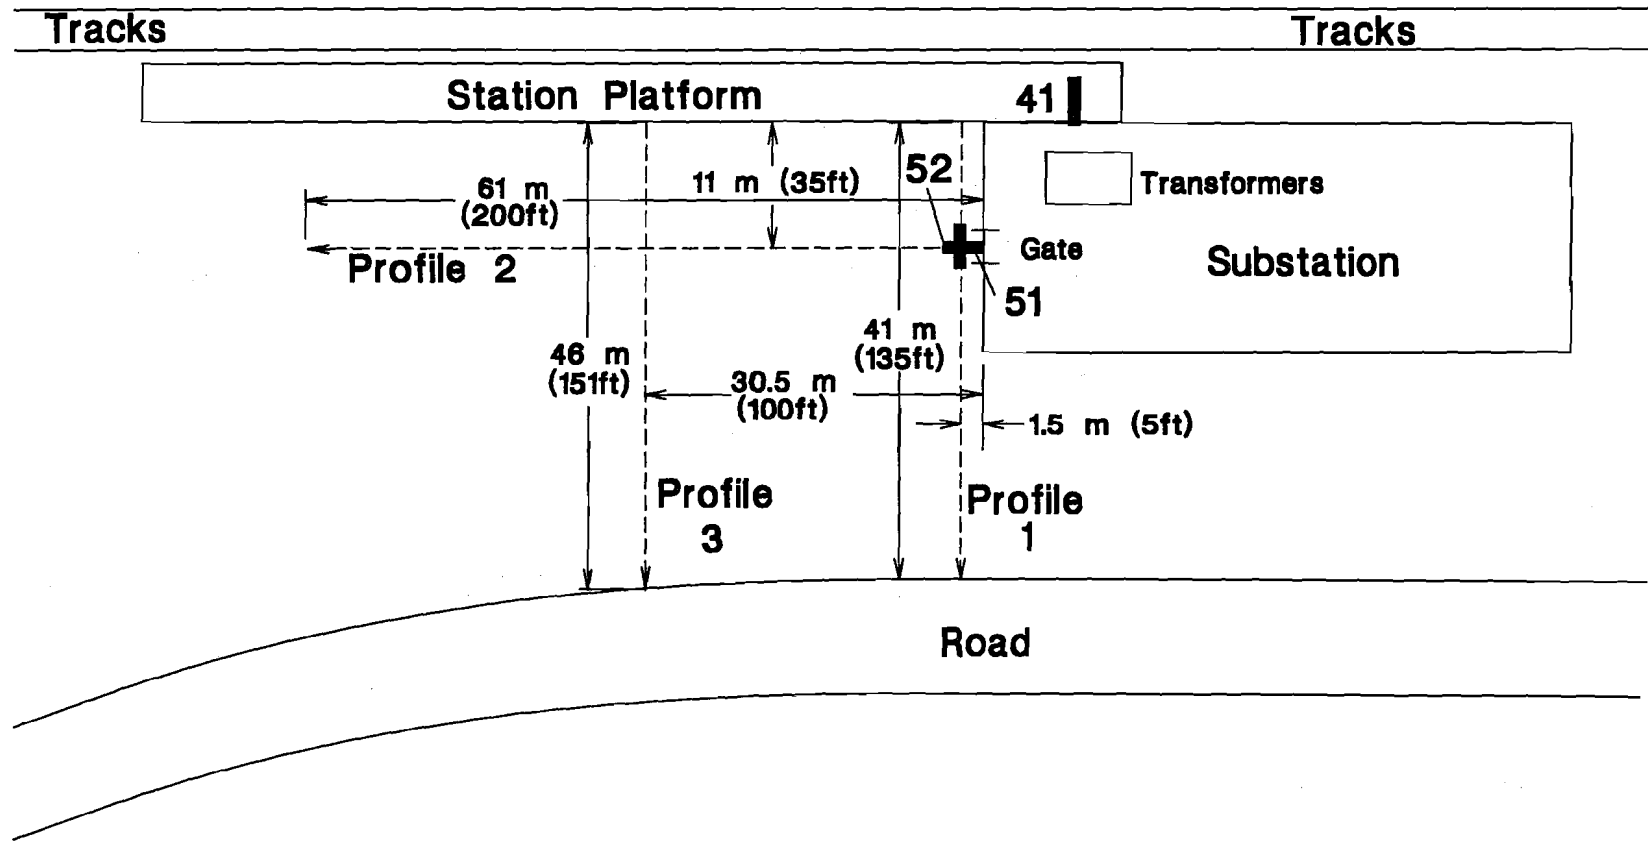 Tracks
Tracks
Station Platform
41
52
11 m (35ft)
61 m
(200ft)
Transformers
Gate
Substation
Profile 2
51
41 m
(135ft)
46 m
(151ft)
30.5 m
(100ft)
1.5 m (5ft)
Profile
3
Profile
1
Road